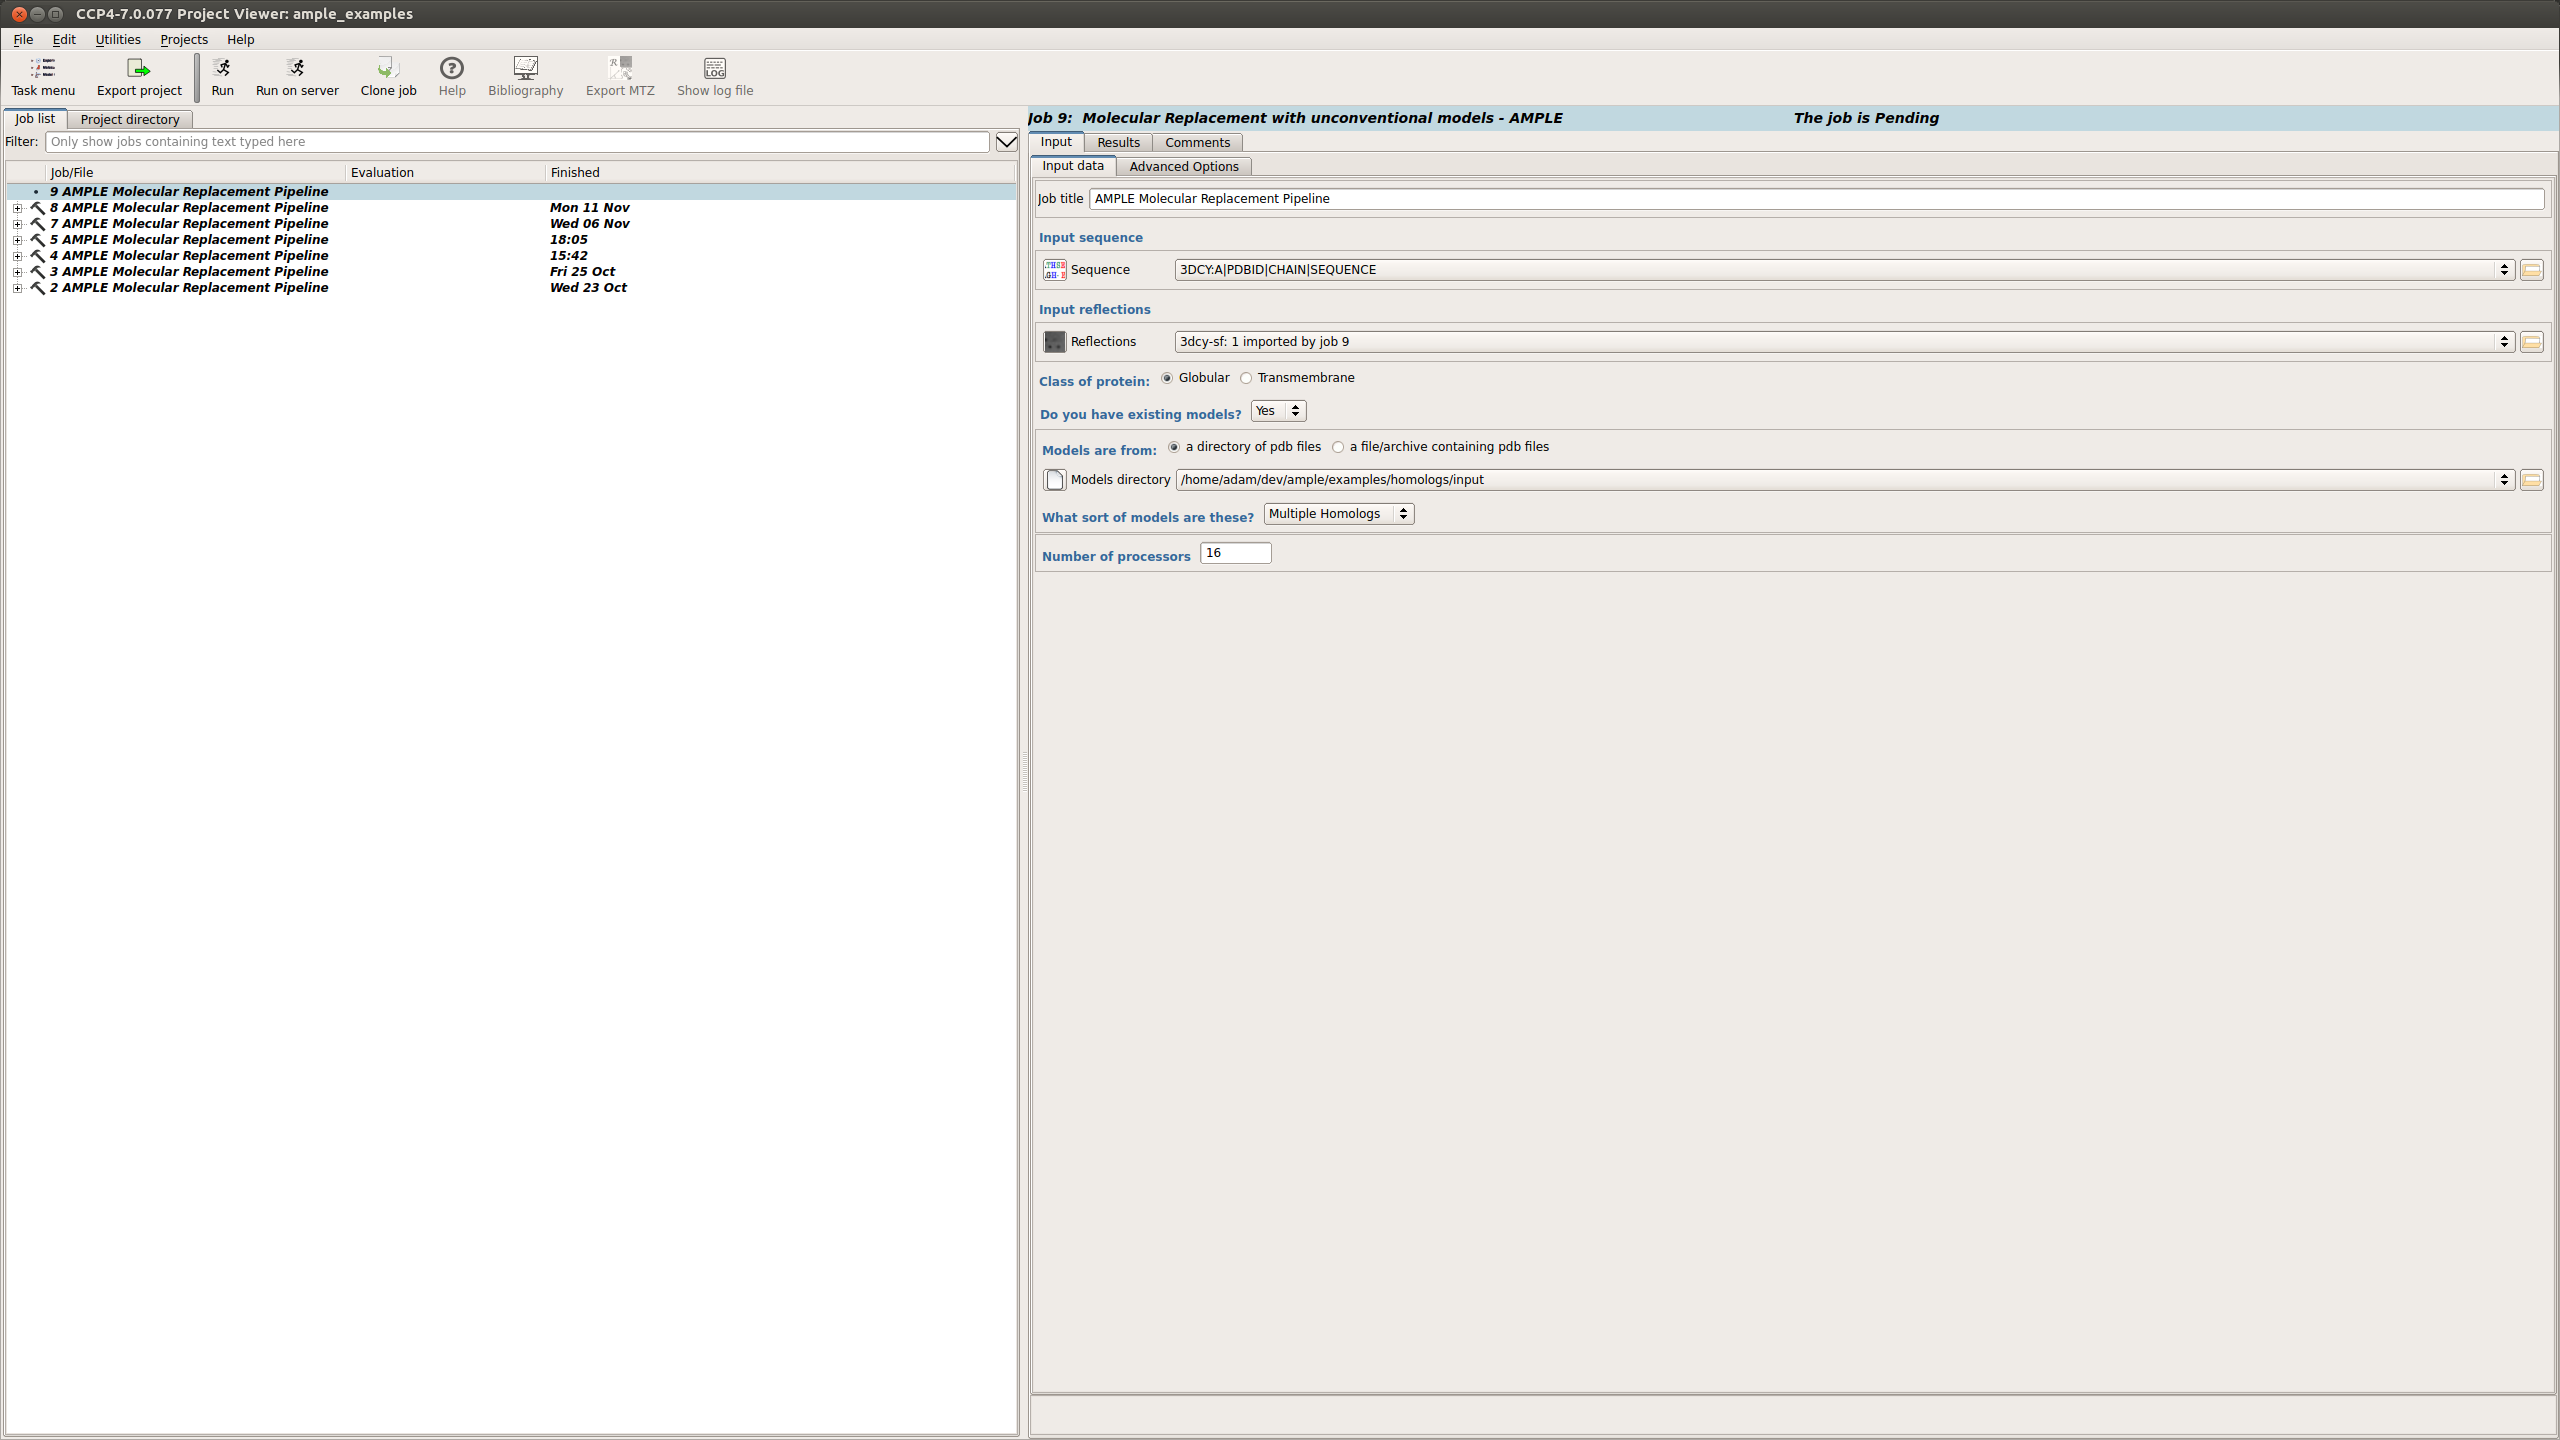 CCP4-7.0.077 Project Viewer: ample_examples
File Edit Utilities Projects Help
Task menu Export project Run Run on server Clone job Help Bibliography Export MTZ Show log file
Job list Project directory
Filter: Only show jobs containing text typed here
Job/File Evaluation Finished
9 AMPLE Molecular Replacement Pipeline
8 AMPLE Molecular Replacement Pipeline Mon 11 Nov
7 AMPLE Molecular Replacement Pipeline Wed 06 Nov
5 AMPLE Molecular Replacement Pipeline 18:05
4 AMPLE Molecular Replacement Pipeline 15:42
3 AMPLE Molecular Replacement Pipeline Fri 25 Oct
2 AMPLE Molecular Replacement Pipeline Wed 23 Oct
Job 9: Molecular Replacement with unconventional models - AMPLE The job is Pending
Input Results Comments
Input data Advanced Options
Job title AMPLE Molecular Replacement Pipeline
Input sequence
Sequence 3DCY:A|PDBID|CHAIN|SEQUENCE
Input reflections
Reflections 3dcy-sf: 1 imported by job 9
Class of protein: Globular Transmembrane
Do you have existing models? Yes
Models are from: a directory of pdb files a file/archive containing pdb files
Models directory /home/adam/dev/ample/examples/homologs/input
What sort of models are these? Multiple Homologs
Number of processors 16